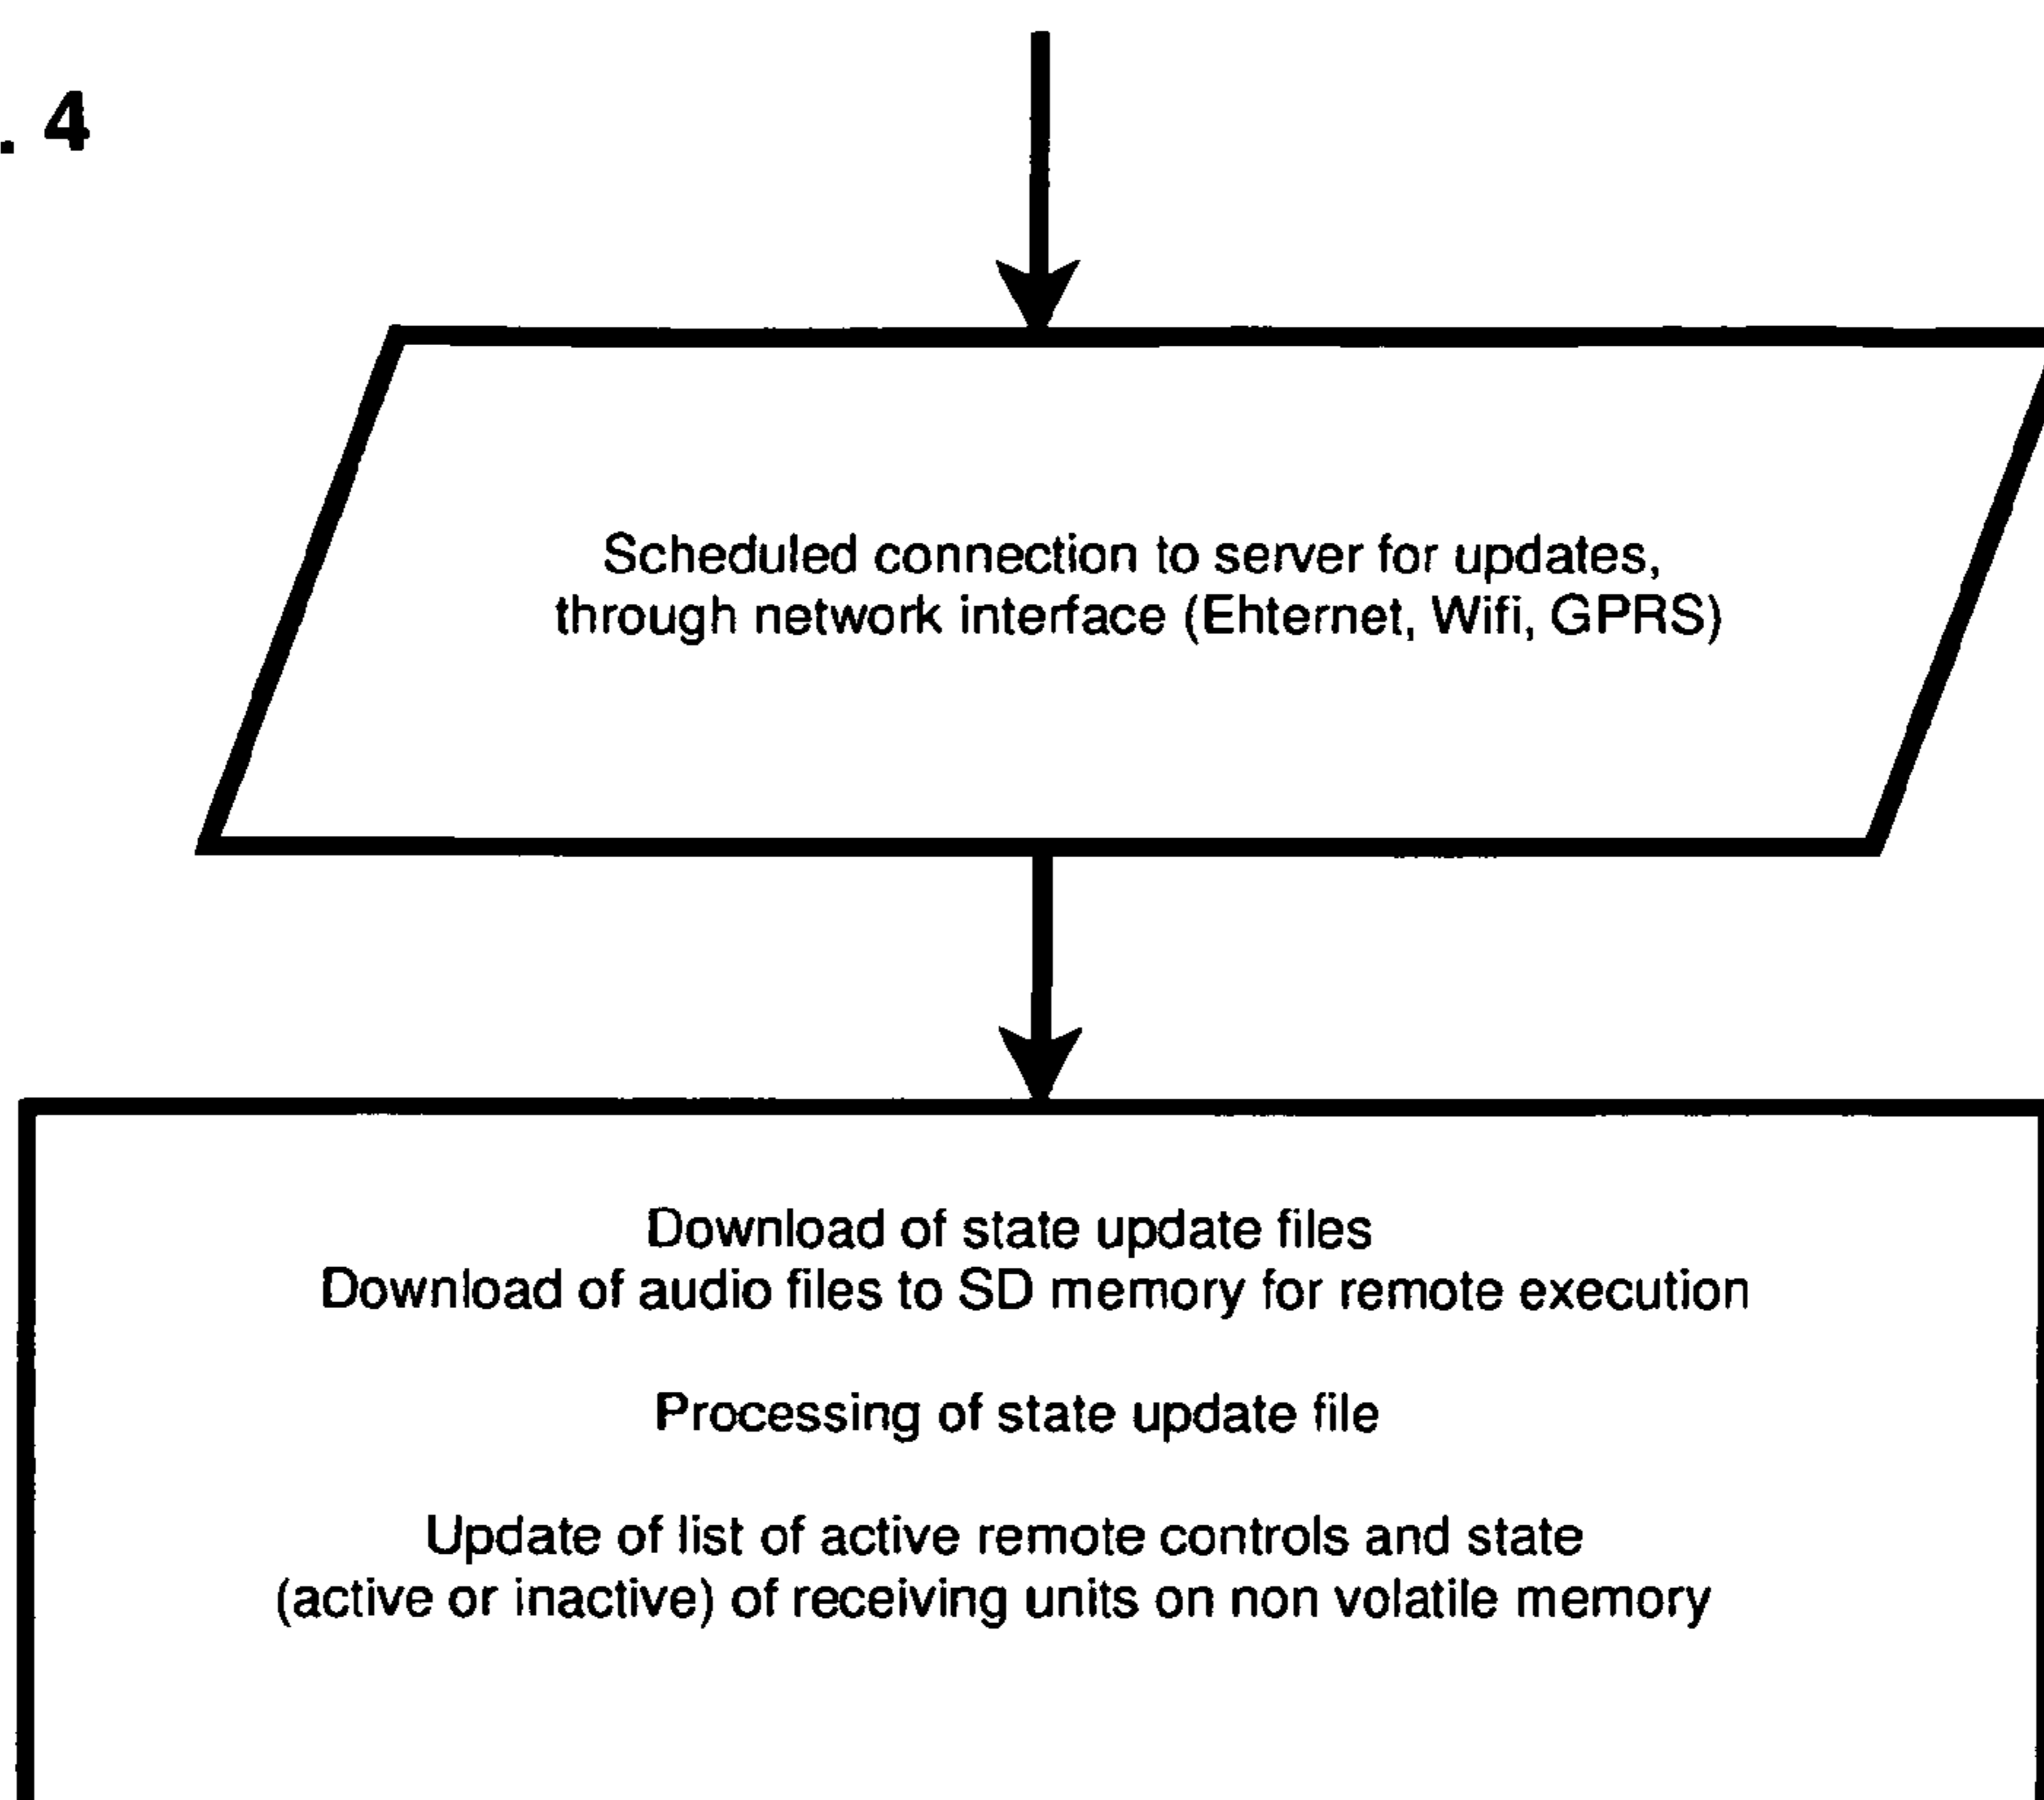 . 4
Scheduled connection to server for updates,
through network interface (Ehternet, Wifi, GPRS)
Download of state update files
Download of audio files to SD memory for remote execution
Processing of state update file
Update of list of active remote controls and state
(active or inactive) of receiving units on non volatile memory